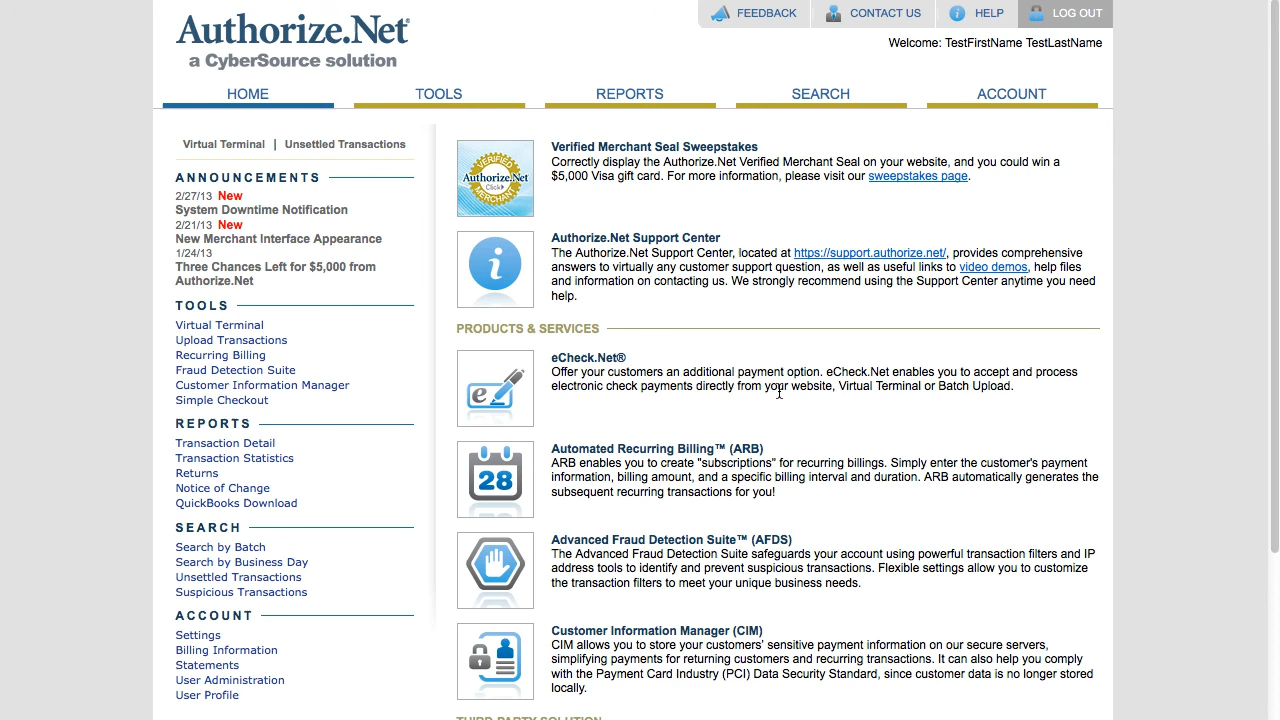 Authorize.Net®
a CyberSource solution
FEEDBACK
CONTACT US
HELP
LOG OUT
Welcome: TestFirstName TestLastName
HOME
TOOLS
REPORTS
SEARCH
ACCOUNT
Virtual Terminal | Unsettled Transactions
ANNOUNCEMENTS
2/27/13 New
System Downtime Notification
2/21/13 New
New Merchant Interface Appearance
1/24/13
Three Chances Left for $5,000 from
Authorize.Net
TOOLS
Virtual Terminal
Upload Transactions
Recurring Billing
Fraud Detection Suite
Customer Information Manager
Simple Checkout
REPORTS
Transaction Detail
Transaction Statistics
Returns
Notice of Change
QuickBooks Download
SEARCH
Search by Batch
Search by Business Day
Unsettled Transactions
Suspicious Transactions
ACCOUNT
Settings
Billing Information
Statements
User Administration
User Profile
VERIFIED
Authorize.Net
Click
MERCHANT
Verified Merchant Seal Sweepstakes
Correctly display the Authorize.Net Verified Merchant Seal on your website, and you could win a
$5,000 Visa gift card. For more information, please visit our sweepstakes page.
Authorize.Net Support Center
The Authorize.Net Support Center, located at https://support.authorize.net/, provides comprehensive
answers to virtually any customer support question, as well as useful links to video demos, help files
and information on contacting us. We strongly recommend using the Support Center anytime you need
help.
PRODUCTS & SERVICES
eCheck.Net®
Offer your customers an additional payment option. eCheck.Net enables you to accept and process
electronic check payments directly from your website, Virtual Terminal or Batch Upload.
28
Automated Recurring Billing™ (ARB)
ARB enables you to create "subscriptions" for recurring billings. Simply enter the customer's payment
information, billing amount, and a specific billing interval and duration. ARB automatically generates the
subsequent recurring transactions for you!
Advanced Fraud Detection Suite™ (AFDS)
The Advanced Fraud Detection Suite safeguards your account using powerful transaction filters and IP
address tools to identify and prevent suspicious transactions. Flexible settings allow you to customize
the transaction filters to meet your unique business needs.
Customer Information Manager (CIM)
CIM allows you to store your customers' sensitive payment information on our secure servers,
simplifying payments for returning customers and recurring transactions. It can also help you comply
with the Payment Card Industry (PCI) Data Security Standard, since customer data is no longer stored
locally.
THIRD PARTY SOLUTION